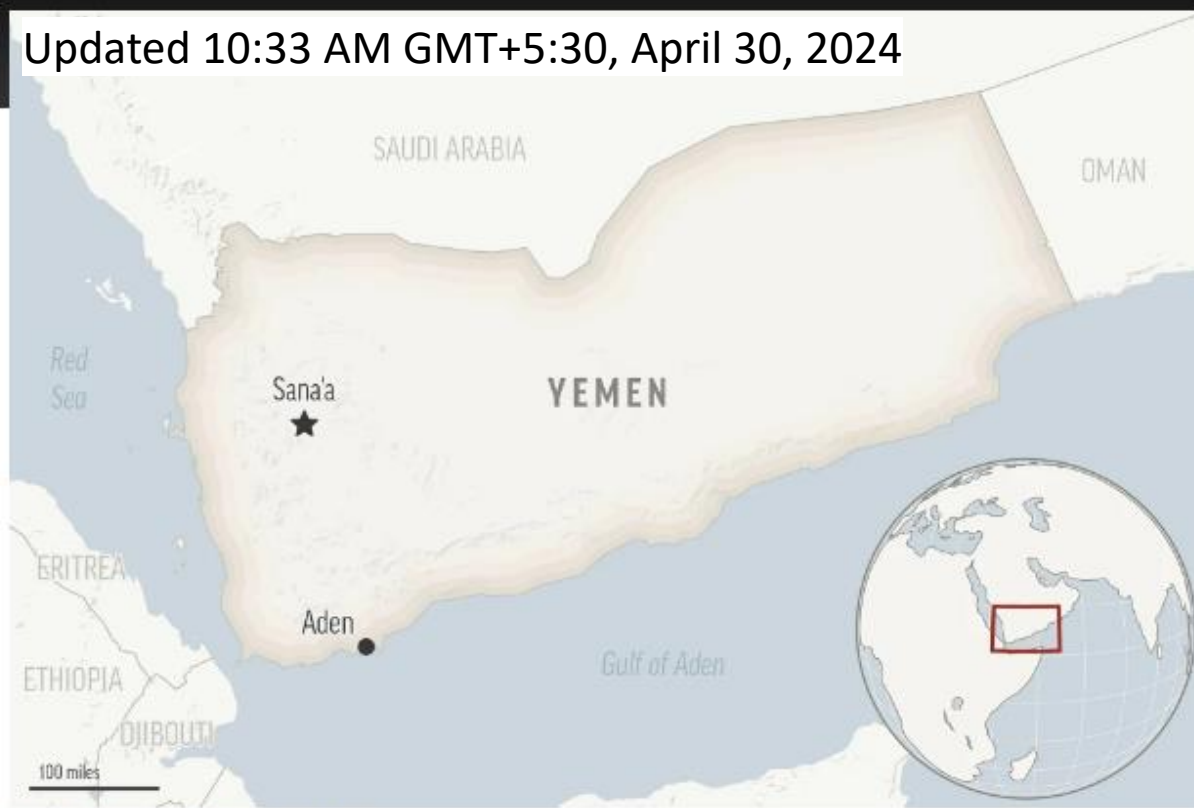 Updated 10:33 AM GMT+5:30, April 30, 2024
SAUDI ARABIA
OMAN
Red
Sea
Sana'a
YEMEN
ERITREA
Aden
Gulf of Aden
ETHIOPIA
DJIBOUTI
100 miles